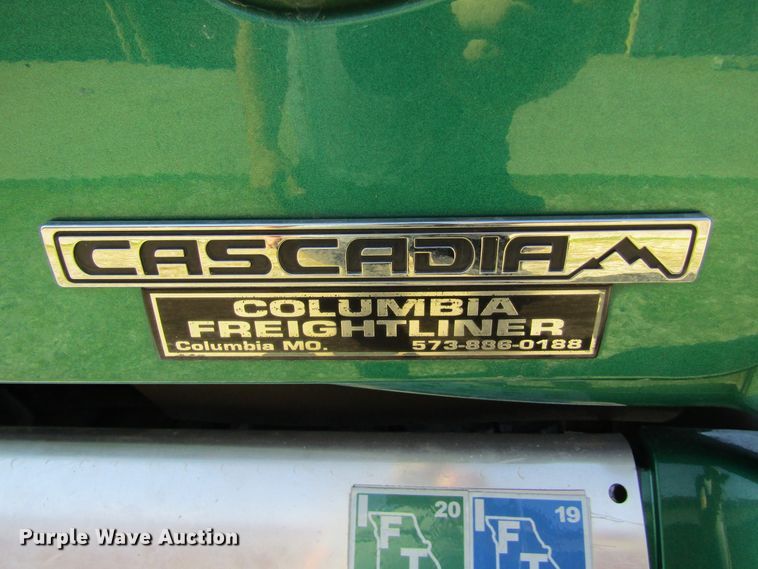 CASCADIA
COLUMBIA
FREIGHTLINER
Columbia MO. 573-886-0188
I 20 I 19
F F
T T
Purple Wave Auction